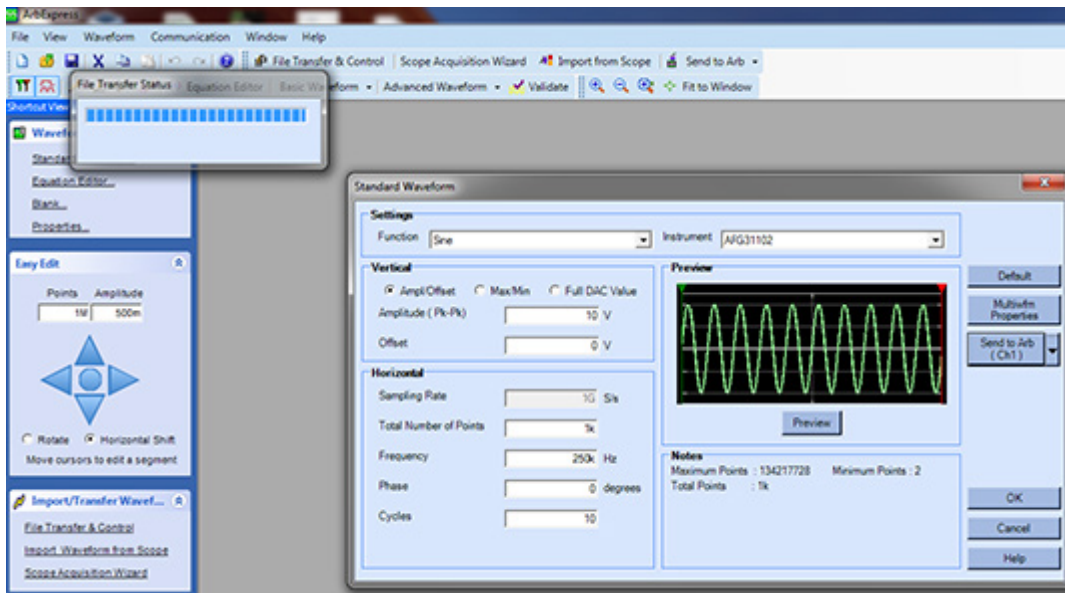 ArbExpress
File View Waveform Communication Window Help
File Transfer & Control Scope Acquisition Wizard Import from Scope Send to Arb
File Transfer Status Equation Editor Basic Waveform Advanced Waveform Validate Fit to Window
Shortcut View
Equation Editor...
Blank...
Properties...
Easy Edit
Points Amplitude
1M 500m
Rotate Horizontal Shift
Move cursors to edit a segment
Import/Transfer Wavef...
File Transfer & Control
Import Waveform from Scope
Scope Acquisition Wizard
Standard Waveform
Settings
Function Sine Instrument AFG31102
Vertical
Ampl/Offset Max/Min Full DAC Value
Amplitude ( Pk-Pk) 10 V
Offset 0 V
Horizontal
Sampling Rate 1G S/s
Total Number of Points 1k
Frequency 250k Hz
Phase 0 degrees
Cycles 10
Preview
Preview
Notes
Maximum Points : 134217728 Minimum Points : 2
Total Points : 1k
Default
Multiwfm
Properties
Send to Arb
( Ch1 )
OK
Cancel
Help